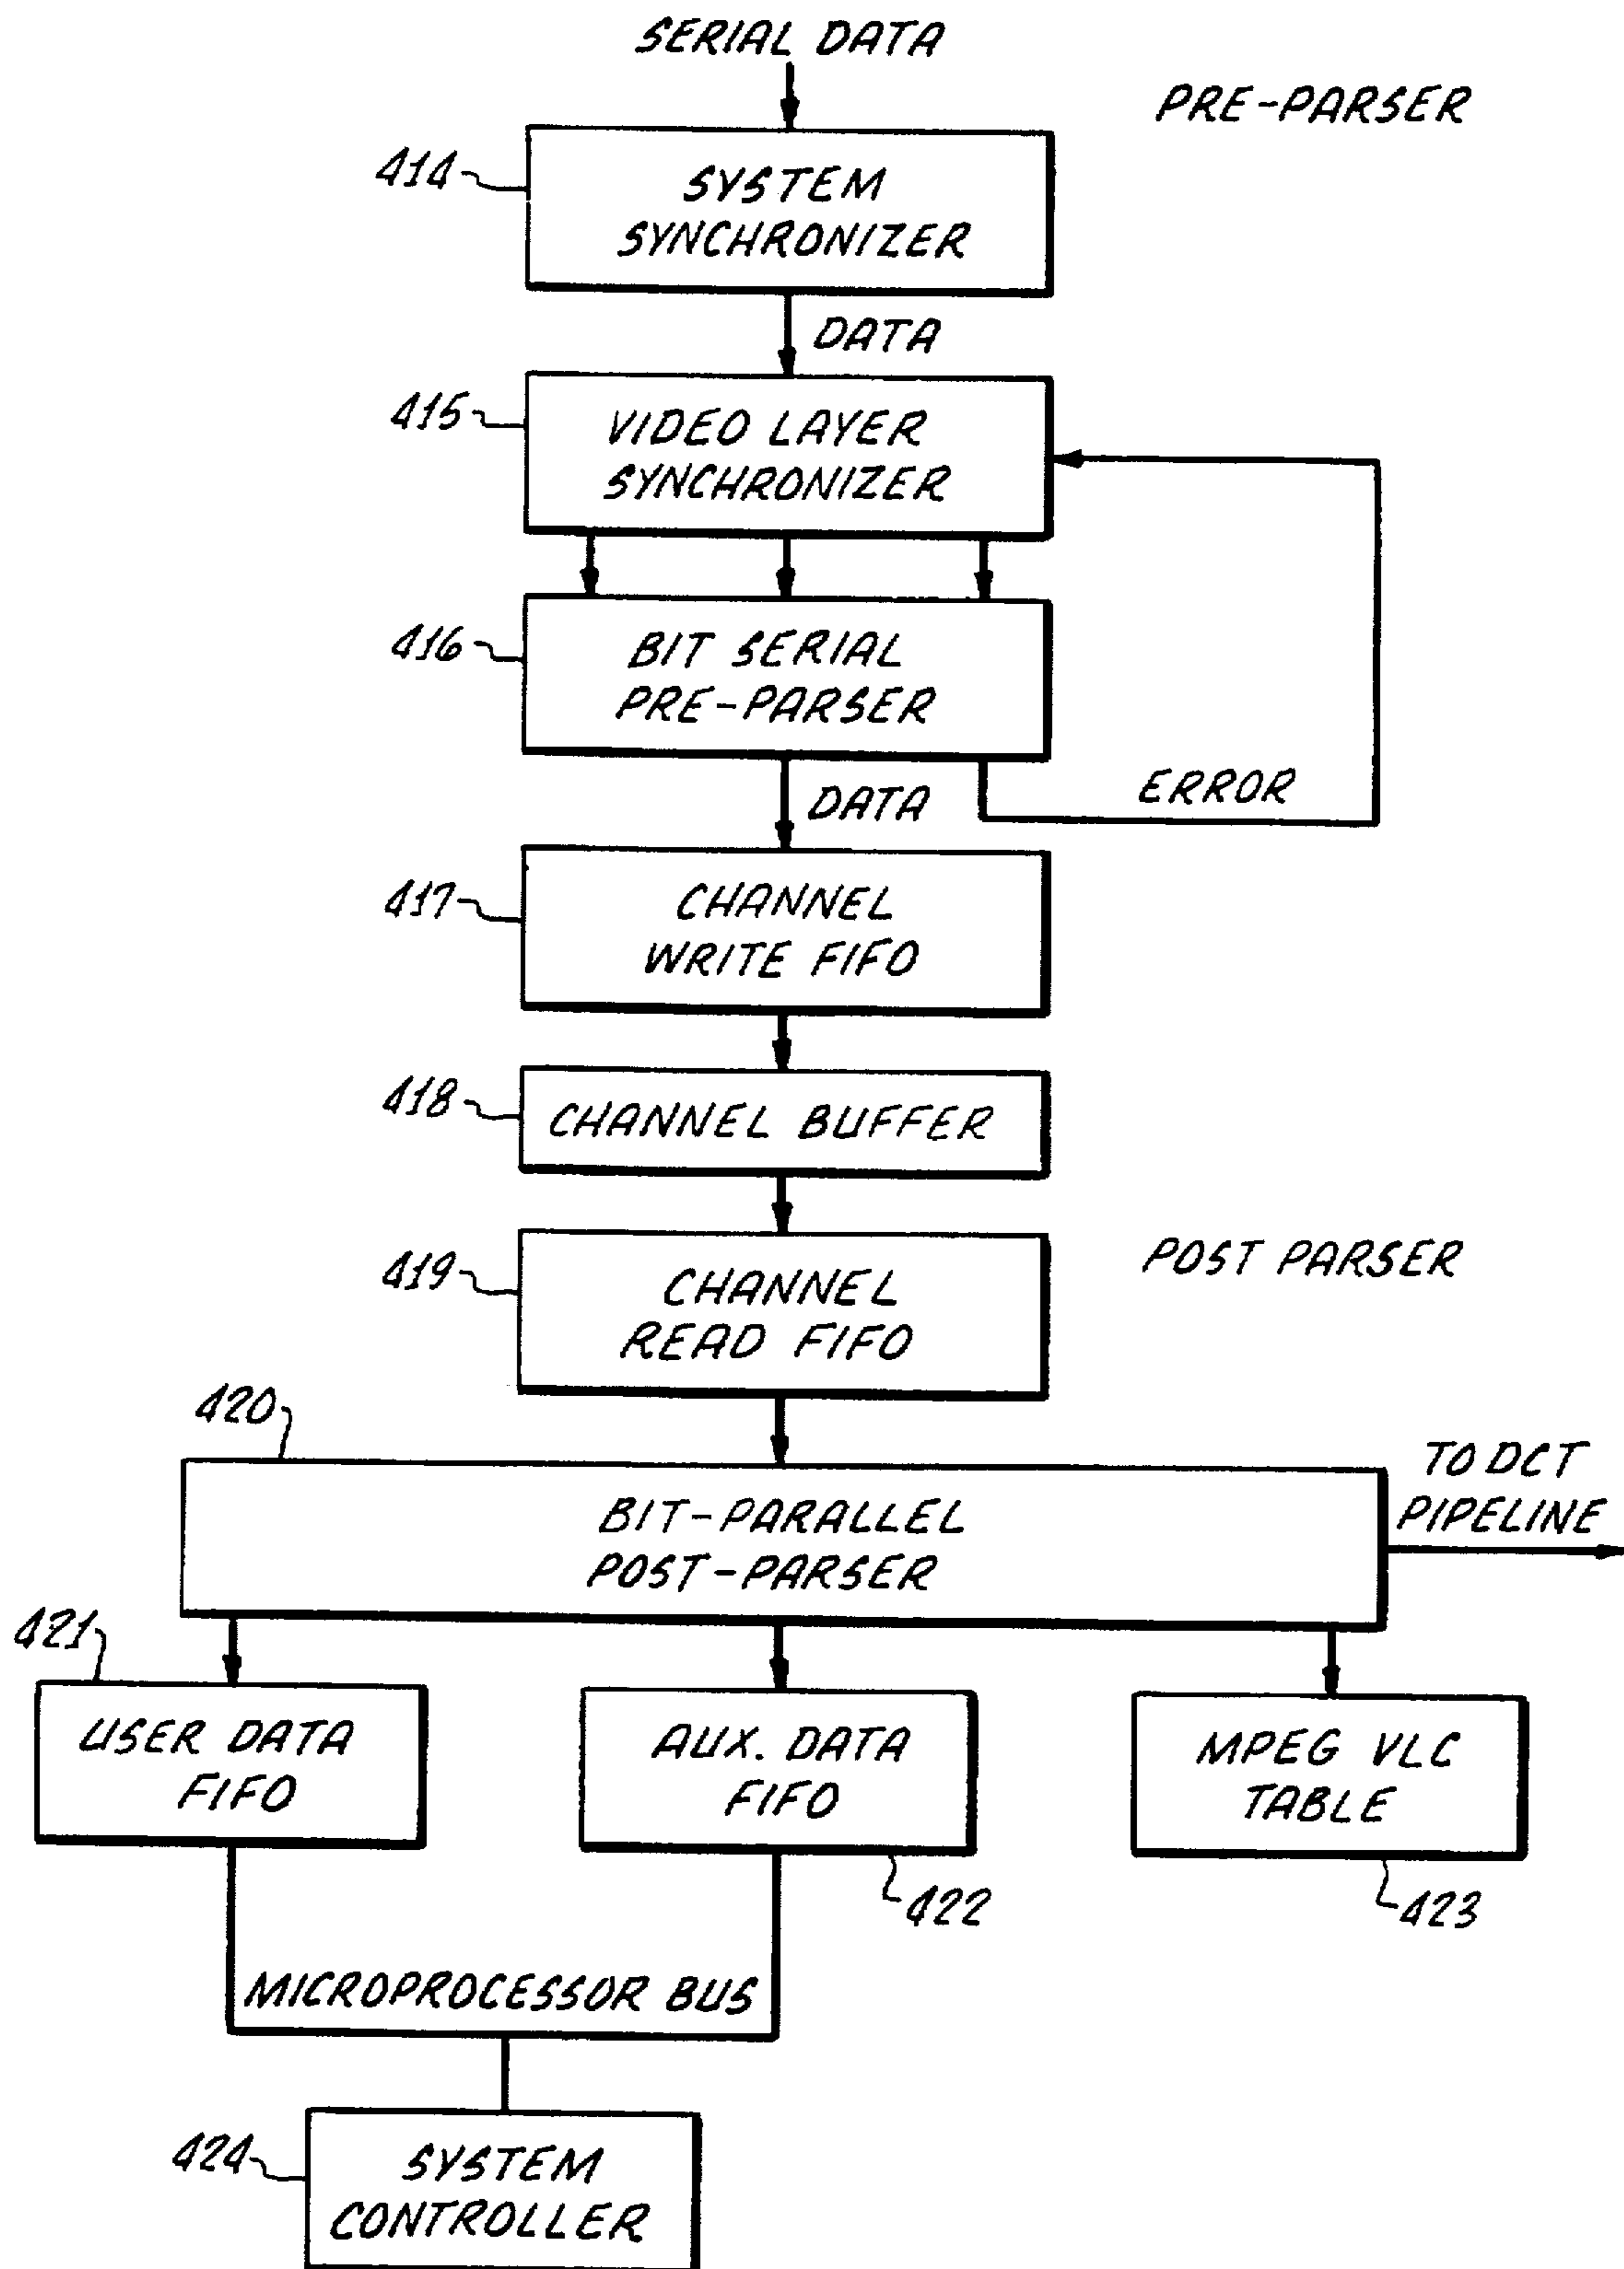 SERIAL DATA
PRE-PARSER
414
SYSTEM
SYNCHRONIZER
DATA
415
VIDEO LAYER
SYNCHRONIZER
416
BIT SERIAL
PRE-PARSER
DATA
ERROR
417
CHANNEL
WRITE FIFO
418
CHANNEL BUFFER
419
CHANNEL
READ FIFO
POST PARSER
420
BIT-PARALLEL
POST-PARSER
TO DCT
PIPELINE
421
USER DATA
FIFO
AUX. DATA
FIFO
422
MPEG VLC
TABLE
423
MICROPROCESSOR BUS
424
SYSTEM
CONTROLLER